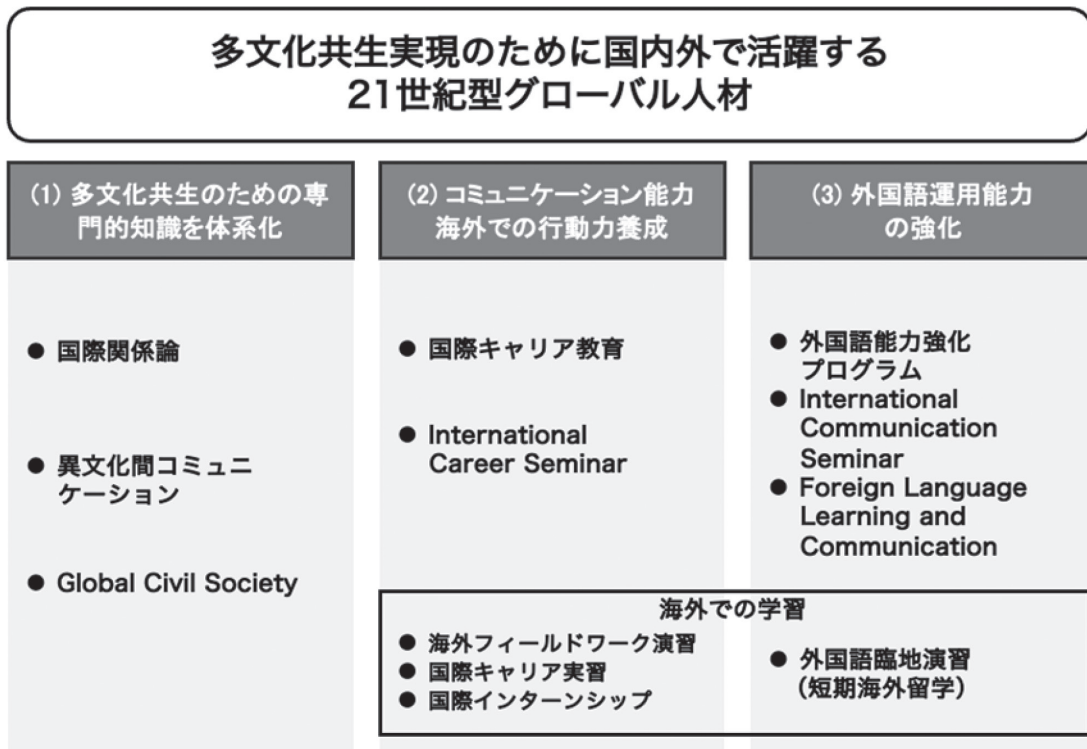 多文化共生実現のために国内外で活躍する
21世紀型グローバル人材
(1) 多文化共生のための専
門的知識を体系化
● 国際関係論
● 異文化間コミュニ
ケーション
● Global Civil Society
(2) コミュニケーション能力
海外での行動力養成
● 国際キャリア教育
● International
Career Seminar
(3) 外国語運用能力
の強化
● 外国語能力強化
プログラム
● International
Communication
Seminar
● Foreign Language
Learning and
Communication
海外での学習
● 海外フィールドワーク演習
● 国際キャリア実習
● 国際インターンシップ
● 外国語臨地演習
(短期海外留学)